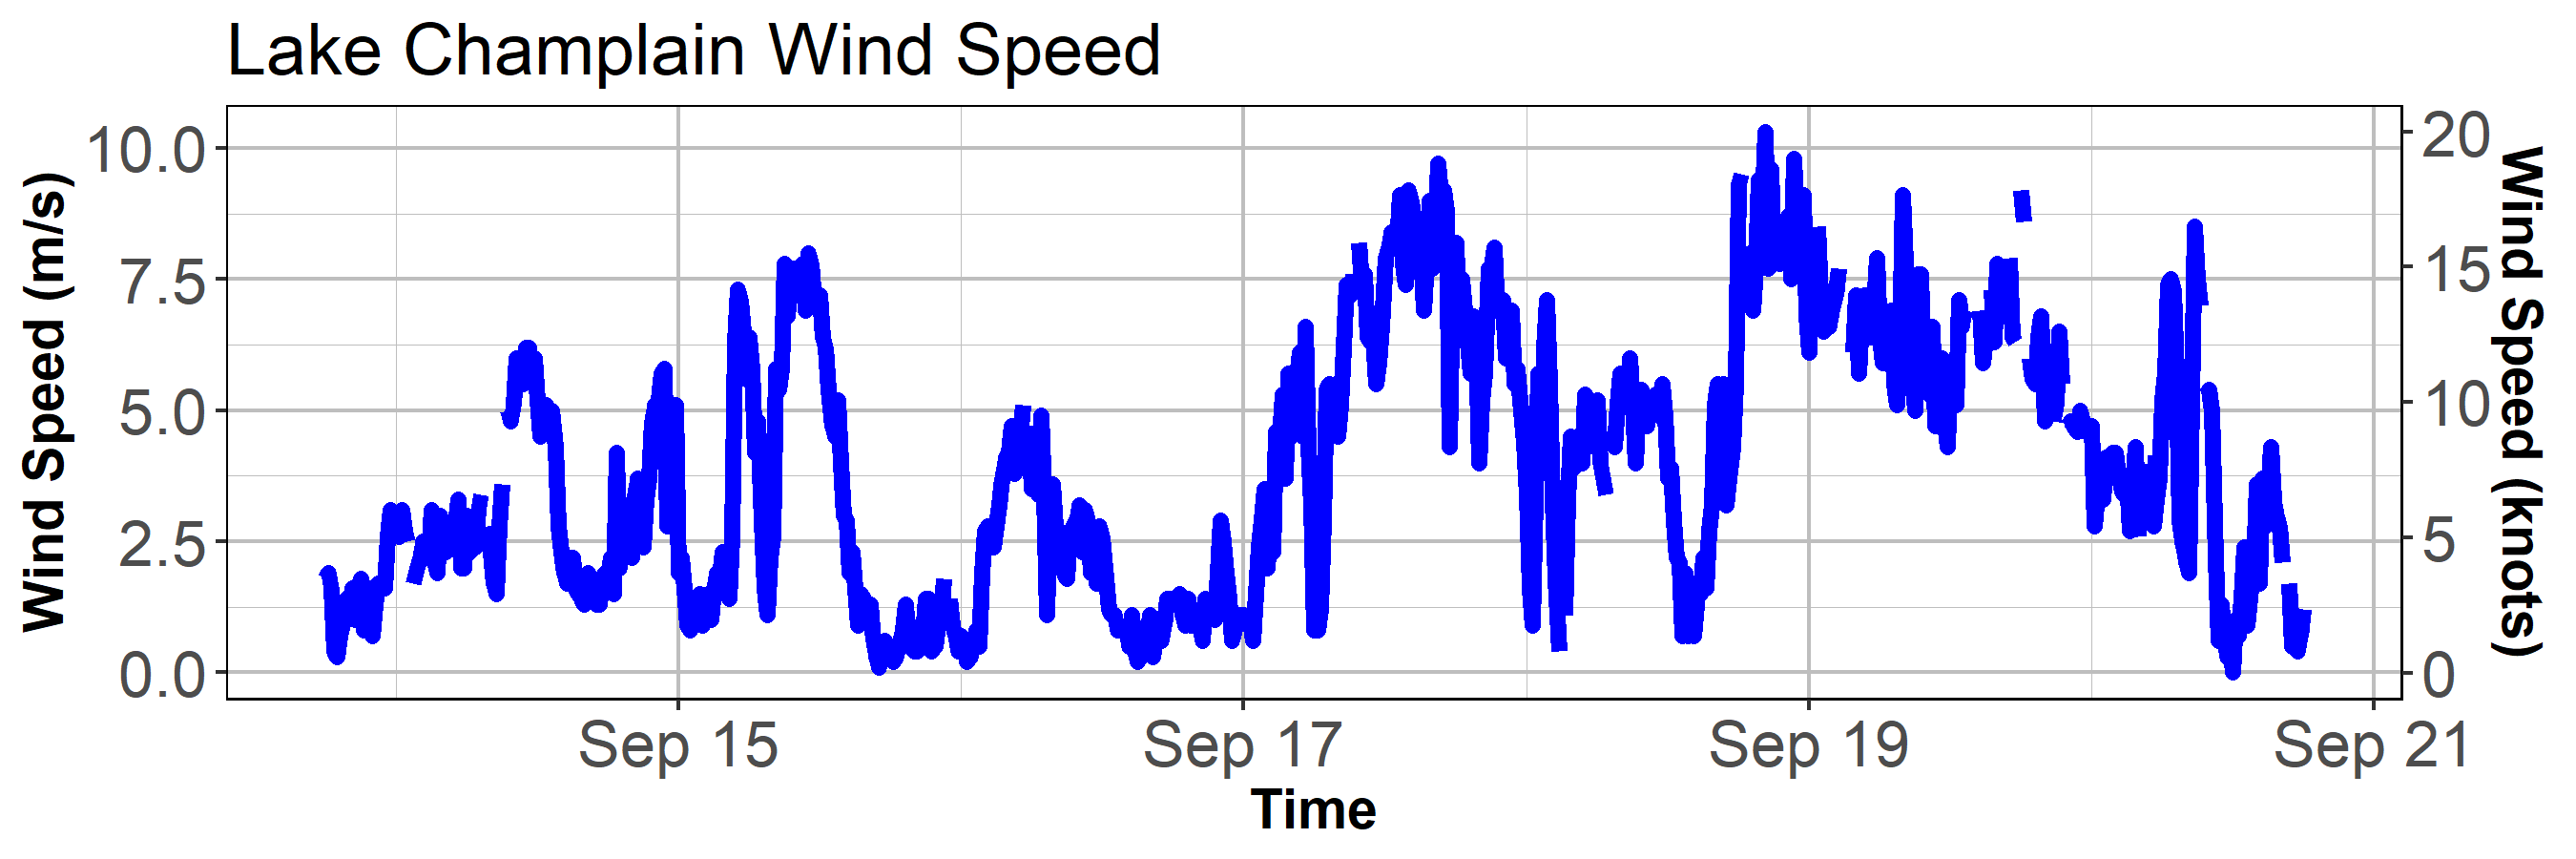 Lake Champlain Wind Speed
Wind Speed (m/s)
10.0
7.5
5.0
2.5
0.0
20
15
10
5
0
Wind Speed (knots)
Sep 15
Sep 17
Sep 19
Sep 21
Time